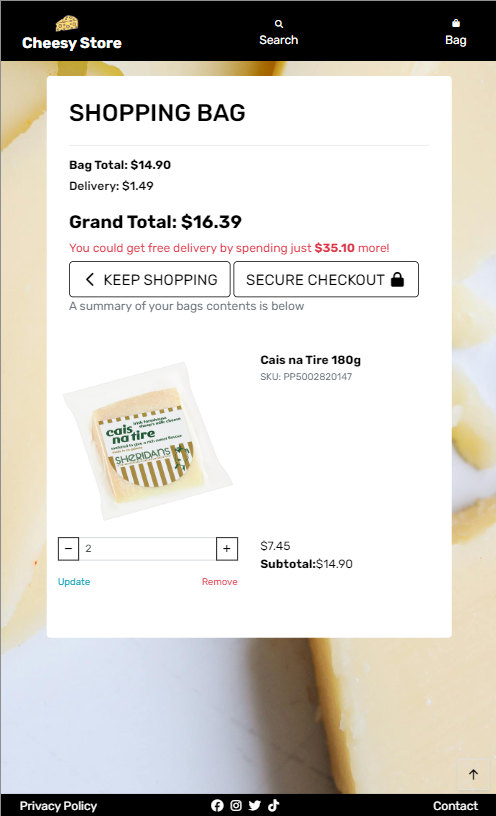 Cheesy Store
Search
Bag
SHOPPING BAG
Bag Total: $14.90
Delivery: $1.49
Grand Total: $16.39
You could get free delivery by spending just $35.10 more!
KEEP SHOPPING
SECURE CHECKOUT
A summary of your bags contents is below
cais
na tire
SHERIDANS
Cais na Tire 180g
SKU: PP5002820147
− 2 +
Update
Remove
$7.45
Subtotal:$14.90
Privacy Policy
Contact